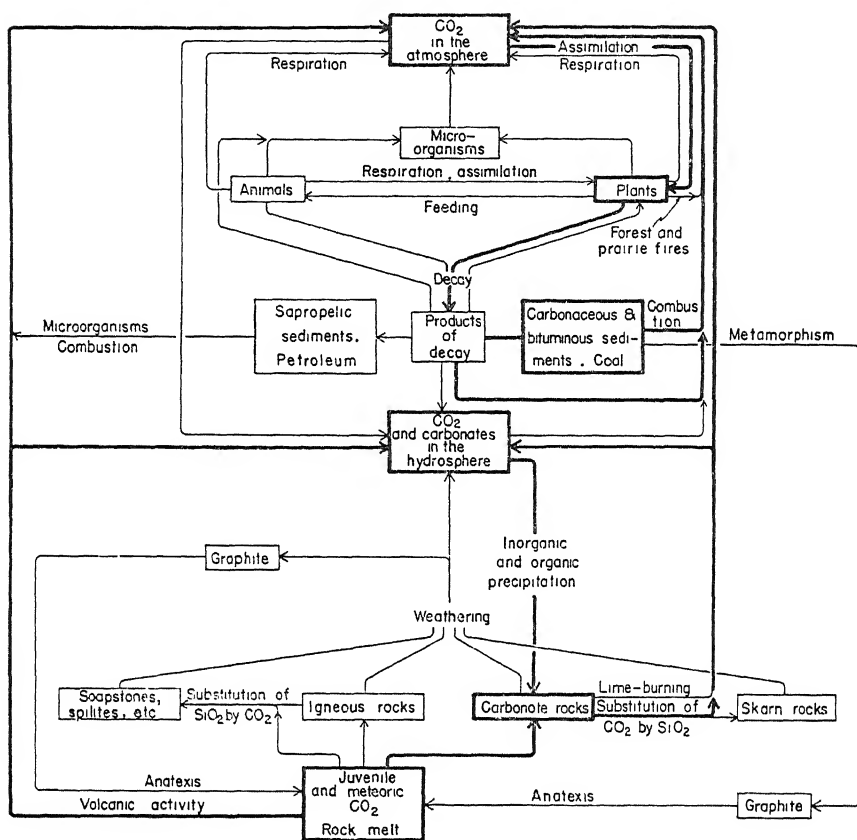 CO2
in the
atmosphere
Assimilation
Respiration
Respiration
Micro-
organisms
Respiration, assimilation
Animals
Plants
Feeding
Forest and
prairie fires
Decay
Sapropelic
sediments.
Petroleum
Products
of
decay
Carbonaceous &
bituminous sedi-
ments. Coal
Combus
tion
Microorganisms
Combustion
Metamorphism
CO2
and carbonates
in the
hydrosphere
Inorganic
and organic
precipitation
Graphite
Weathering
Soapstones,
spilites, etc
Substitution of
SiO2 by CO2
Igneous rocks
Carbonate rocks
Lime-burning
Substitution of
CO2 by SiO2
Skarn rocks
Anatexis
Volcanic activity
Juvenile
and meteoric
CO2
Rock melt
Anatexis
Graphite